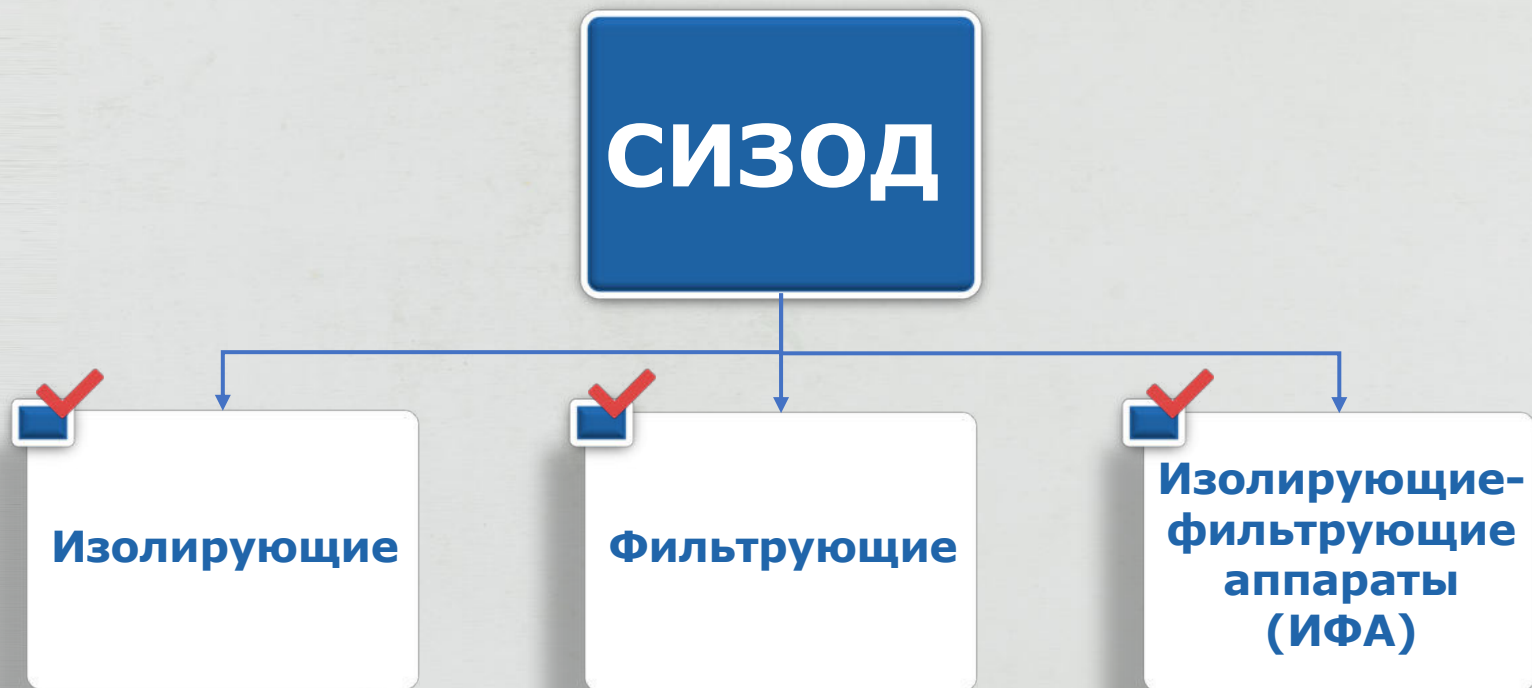 СИЗОД
Изолирующие
Фильтрующие
Изолирующие-
фильтрующие
аппараты
(ИФА)